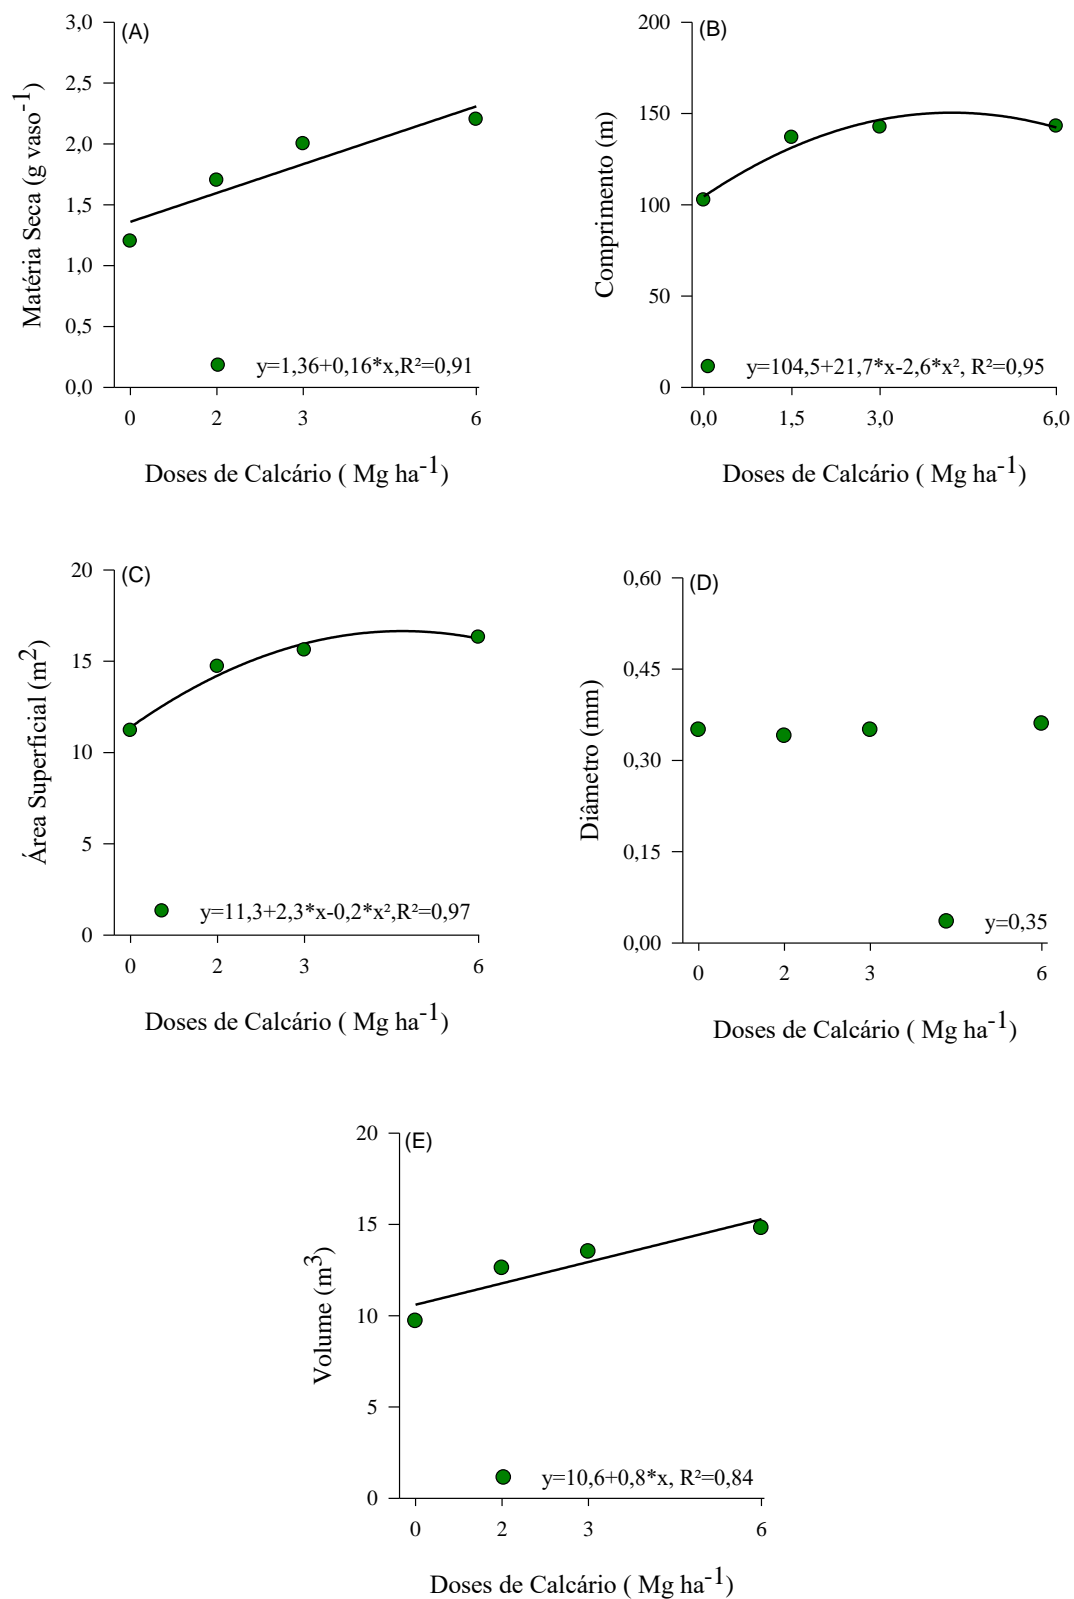 (A)
3,0
2,5
2,0
1,5
1,0
0,5
0,0
Matéria Seca (g vaso-1)
y=1,36+0,16*x,R²=0,91
0 2 3 6
Doses de Calcário ( Mg ha-1)
(B)
200
150
100
50
0
Comprimento (m)
y=104,5+21,7*x-2,6*x², R²=0,95
0,0 1,5 3,0 6,0
Doses de Calcário ( Mg ha-1)
(C)
20
15
10
5
0
Área Superficial (m2)
y=11,3+2,3*x-0,2*x²,R²=0,97
0 2 3 6
Doses de Calcário ( Mg ha-1)
(D)
0,60
0,45
0,30
0,15
0,00
Diâmetro (mm)
y=0,35
0 2 3 6
Doses de Calcário ( Mg ha-1)
(E)
20
15
10
5
0
Volume (m3)
y=10,6+0,8*x, R²=0,84
0 2 3 6
Doses de Calcário ( Mg ha-1)